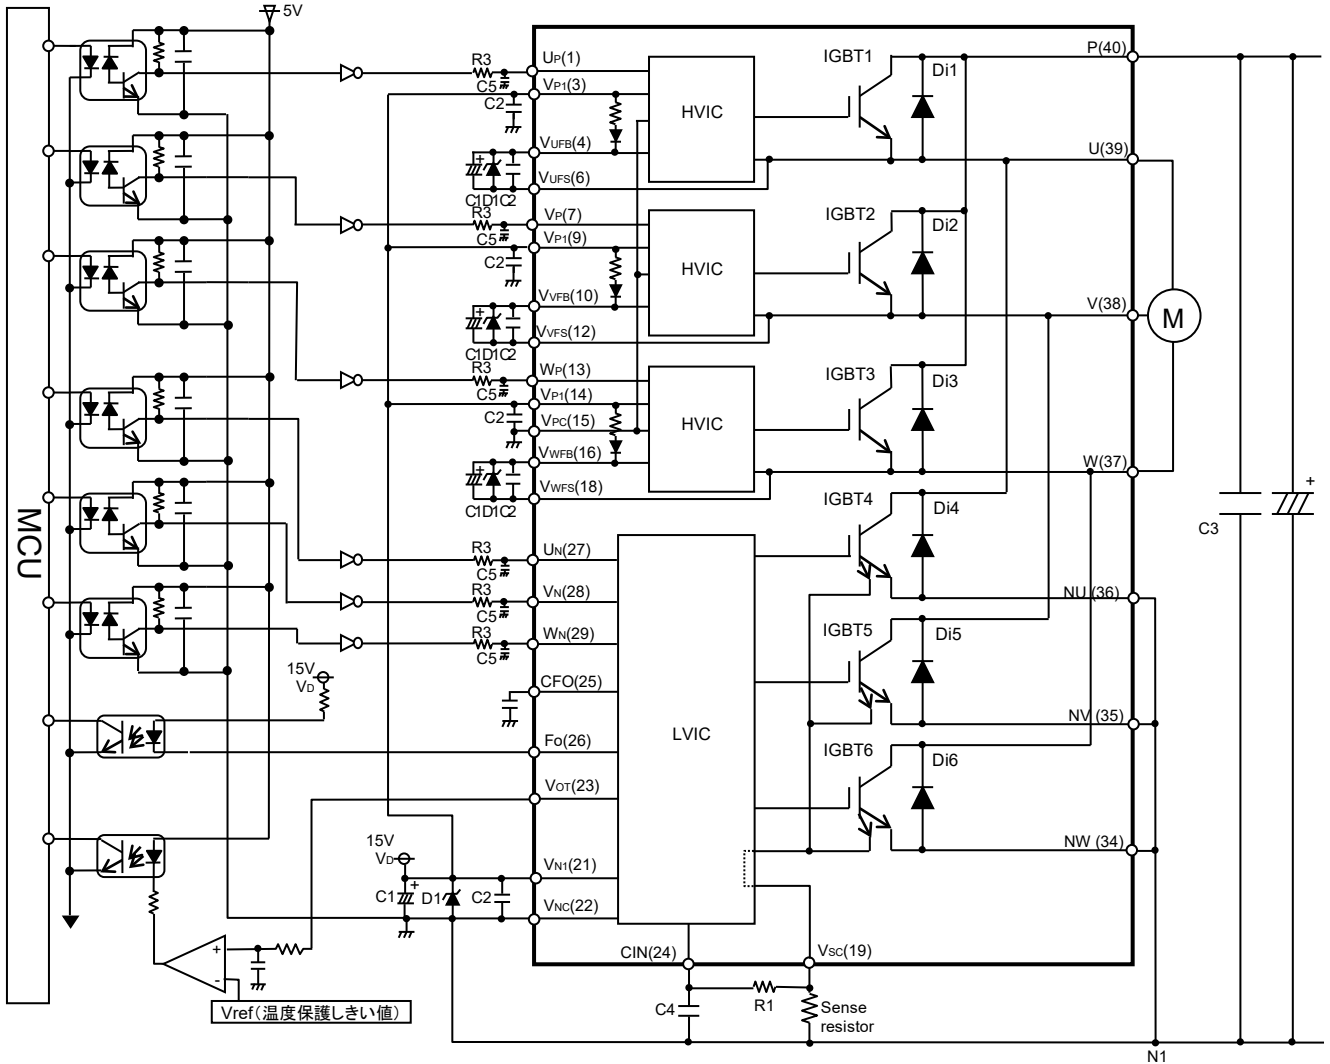 5V
MCU
R3
C5
UP(1)
VP1(3)
C2
VUFB(4)
VUFS(6)
C1D1C2
HVIC
IGBT1
Di1
P(40)
U(39)
R3
C5
VP(7)
VP1(9)
C2
VVFB(10)
VVFS(12)
C1D1C2
HVIC
IGBT2
Di2
V(38)
M
R3
C5
WP(13)
VP1(14)
C2
VPC(15)
VWFB(16)
VWFS(18)
C1D1C2
HVIC
IGBT3
Di3
W(37)
C3
+
R3
C5
UN(27)
R3
C5
VN(28)
R3
C5
WN(29)
CFO(25)
Fo(26)
VOT(23)
VN1(21)
VNC(22)
LVIC
IGBT4
Di4
NU(36)
IGBT5
Di5
NV(35)
IGBT6
Di6
NW(34)
15V
VD
15V
VD
C1
+
D1
C2
+
-
Vref(温度保護しきい値)
CIN(24)
VSC(19)
C4
R1
Sense
resistor
N1